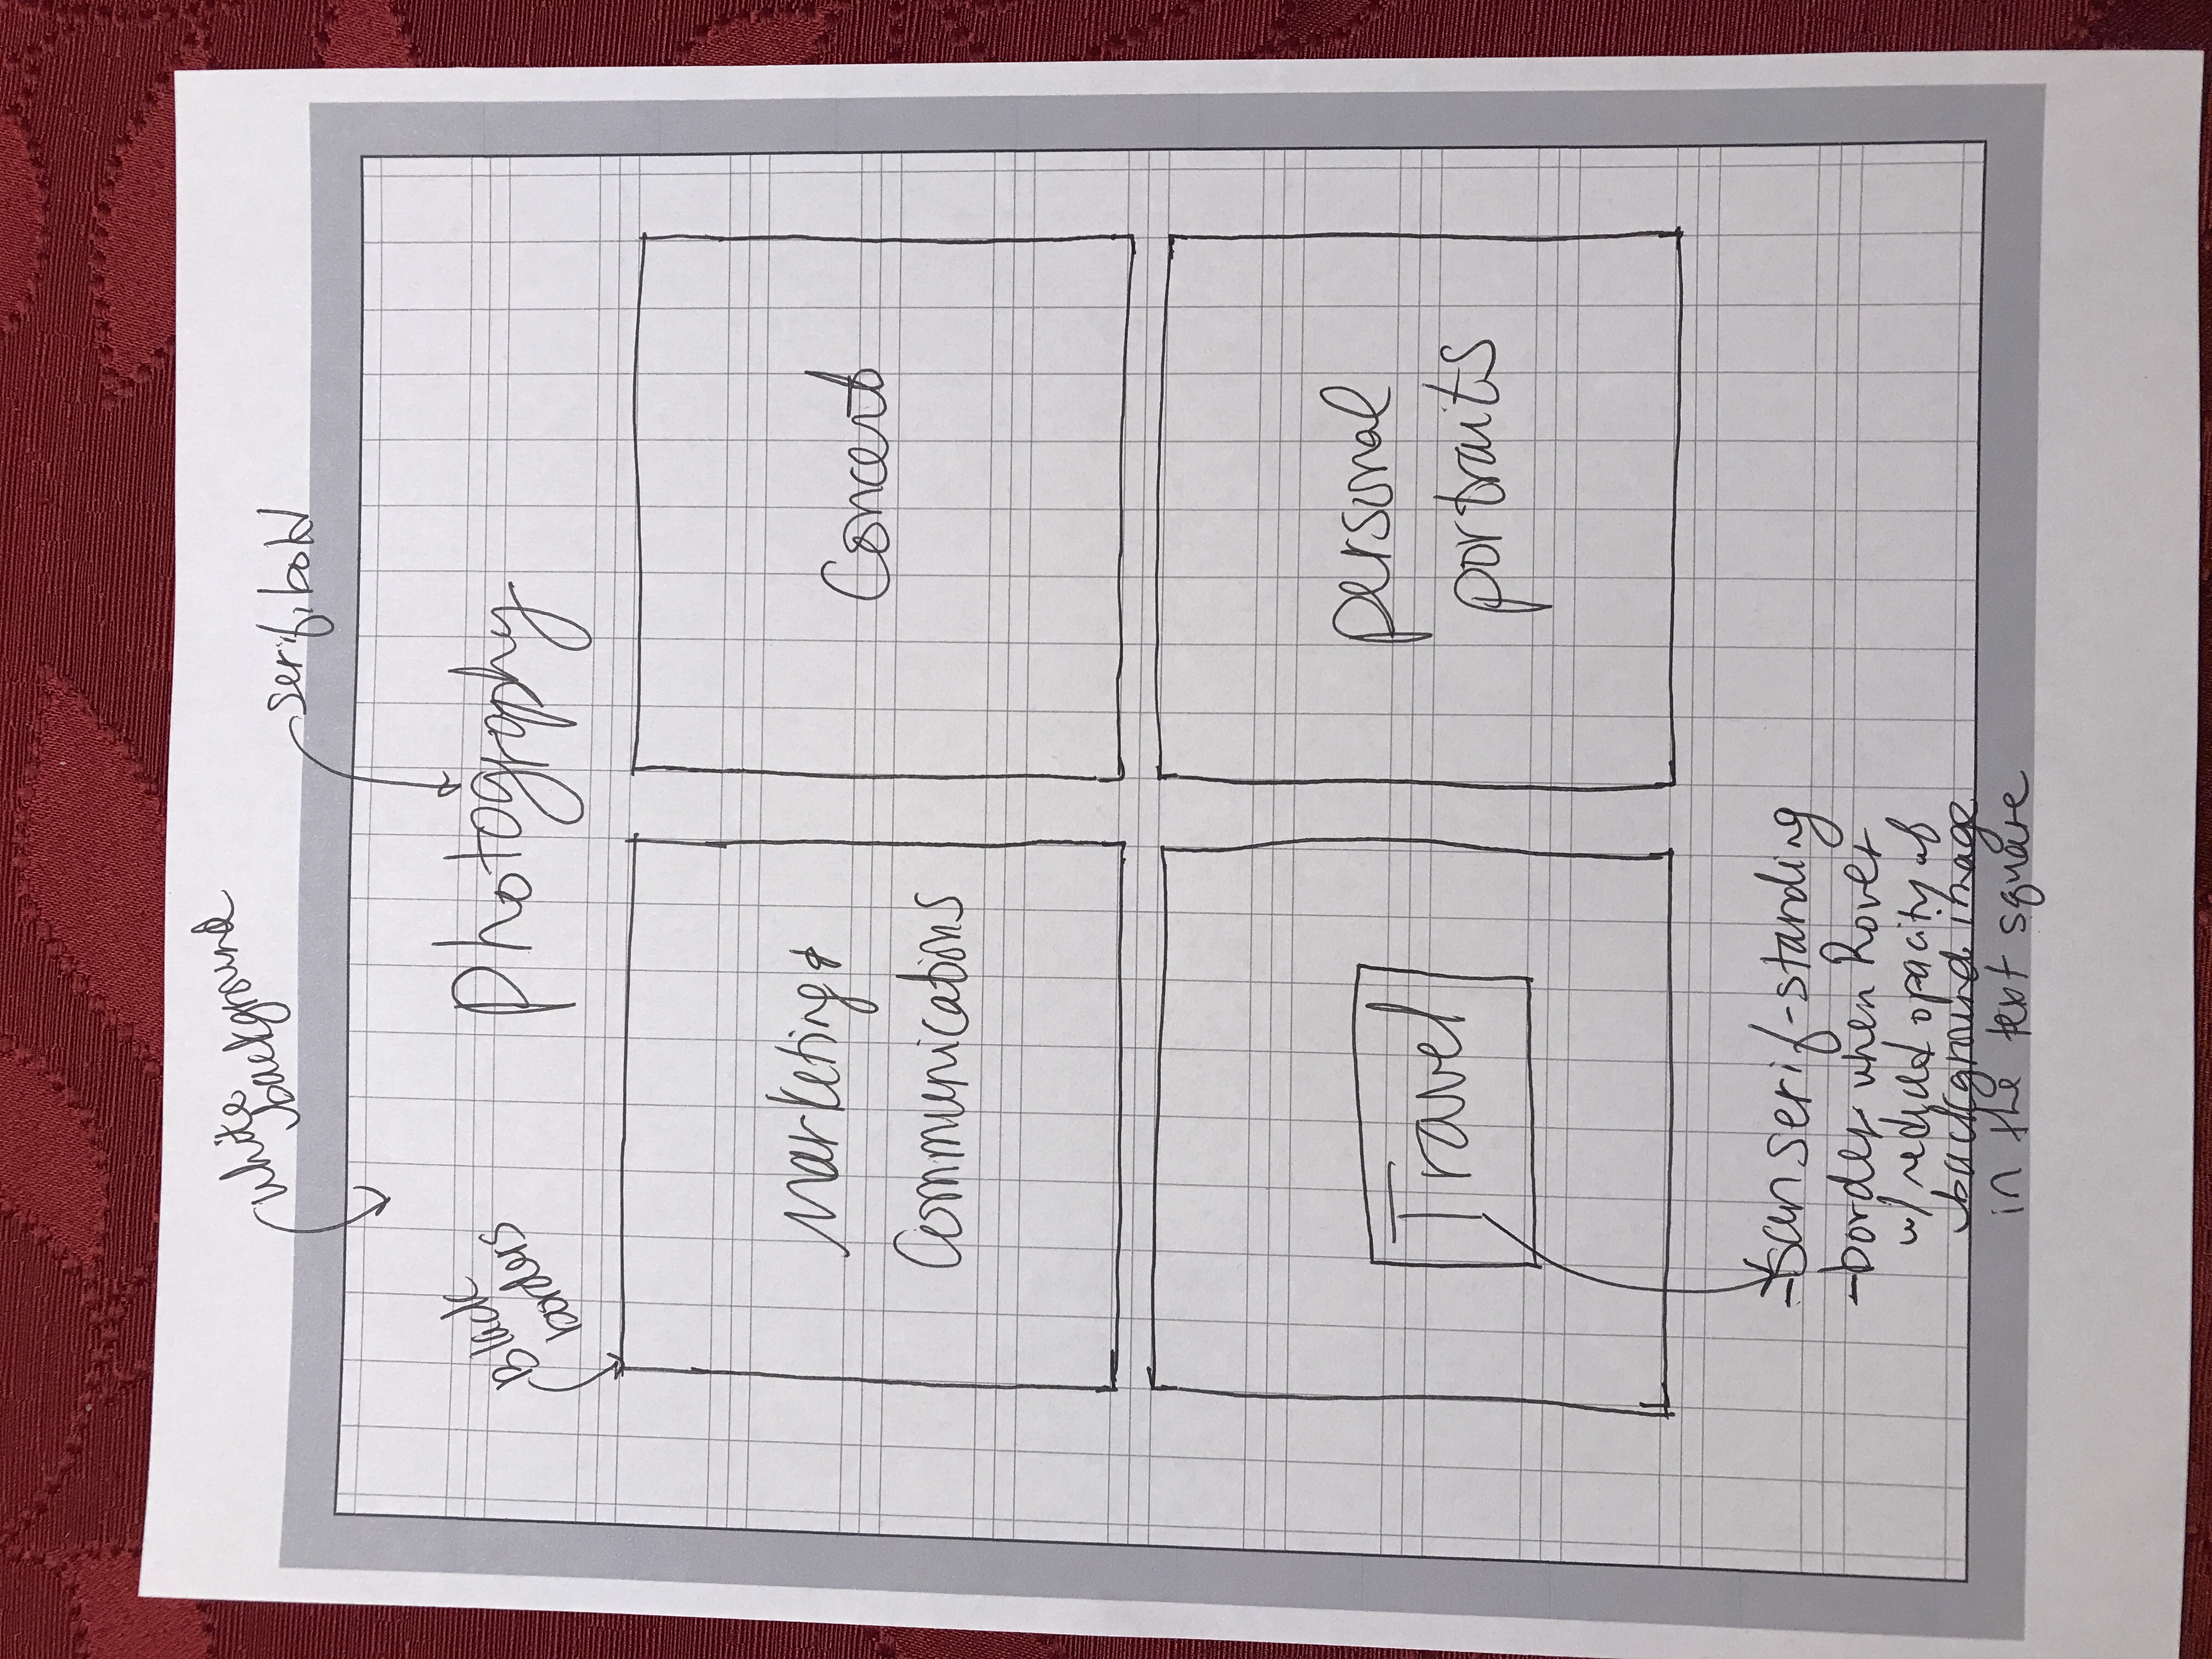 white
background
serif, bold
Photography
Black
borders
Marketing &
Communications
Concert
Travel
personal
portraits
- san serif - standing
- border when Rover
w/ reduced opacity of
background image
in the text square